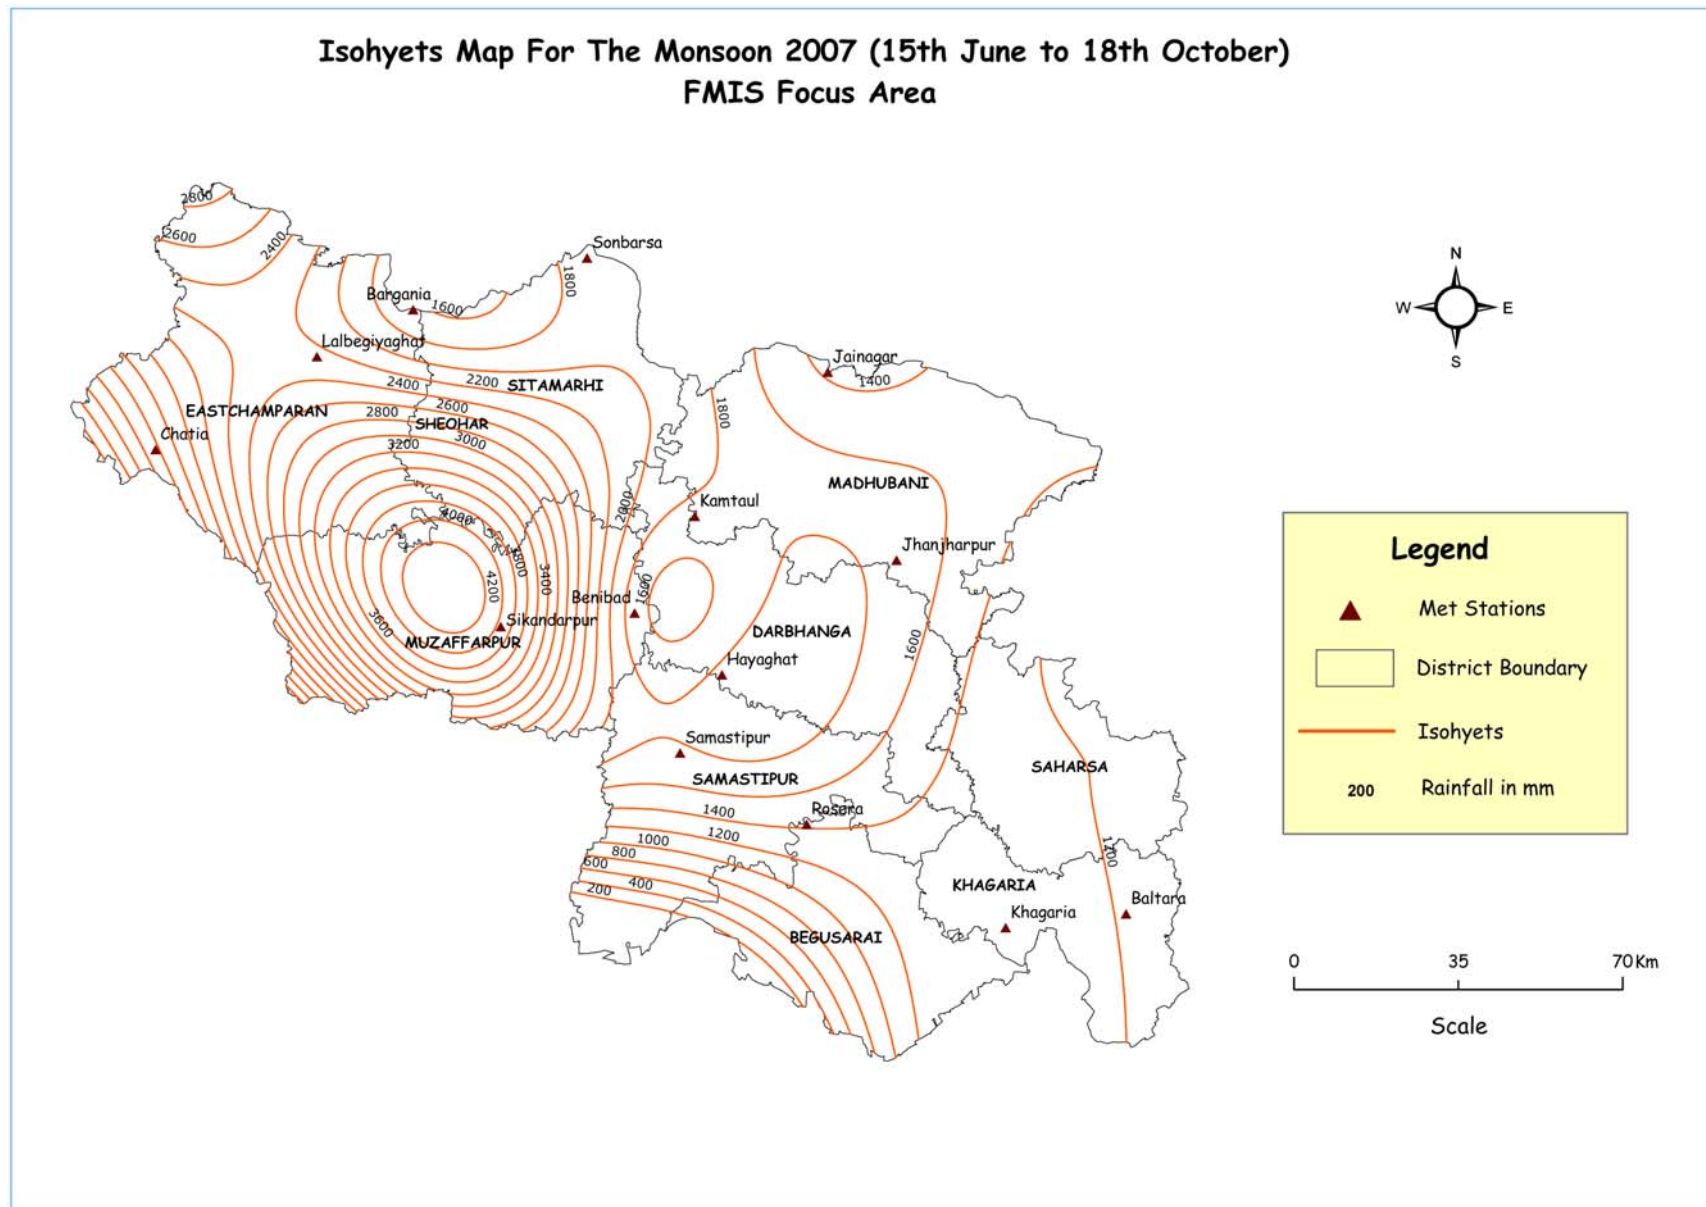 Isohyets Map For The Monsoon 2007 (15th June to 18th October)
FMIS Focus Area
2800
2600
2400
Sonbarsa
1800
Bargania
1600
Lalbegiyaghat
2400
2200
SITAMARHI
EASTCHAMPARAN
2800
2600
SHEOHAR
Chatia
3200
3000
Jainagar
1400
1800
MADHUBANI
2000
Kamtaul
4000
3800
Jhanjharpur
3400
4200
Benibad
1600
3600
Sikandarpur
MUZAFFARPUR
DARBHANGA
1600
Hayaghat
Samastipur
SAMASTIPUR
SAHARSA
1400
Rosera
1200
1000
800
600
400
200
1200
KHAGARIA
Khagaria
Baltara
BEGUSARAI
N
W
E
S
Legend
Met Stations
District Boundary
Isohyets
200 Rainfall in mm
0 35 70 Km
Scale